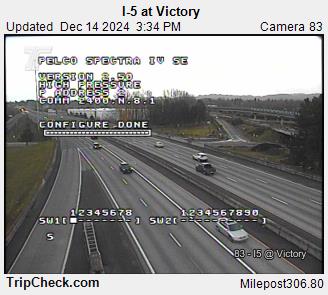 I-5 at Victory
Updated Dec 14 2024 3:34 PM Camera 83
PELCO SPECTRA IV SE
VERSION 2.50
HIGH PRESSURE
P ADDRESS 2
COMM 2400,N,8,1
CONFIGURE DONE
12345678 1234567890
SW1 SW2
S
83 - I5 @ Victory
TripCheck.com Milepost306.80